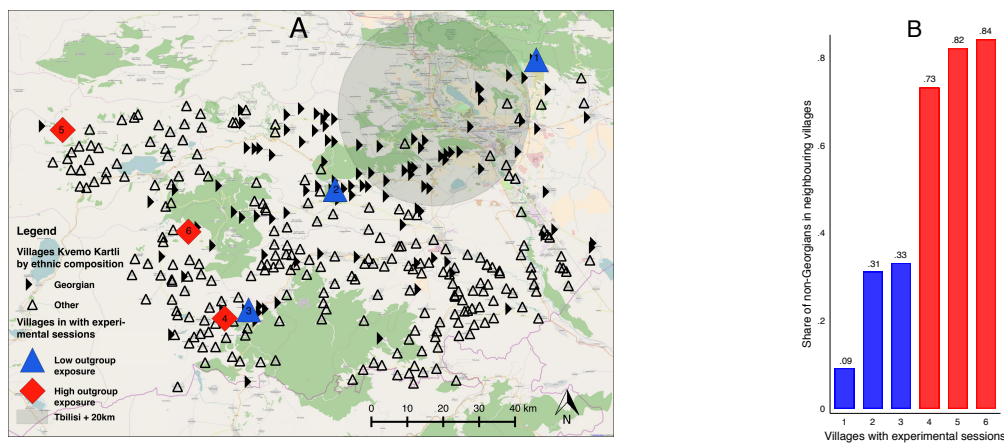 A
1
5
2
6
4
3
Legend
Villages Kvemo Kartli
by ethnic composition
Georgian
Other
Villages in with experi-
mental sessions
Low outgroup
exposure
High outgroup
exposure
Tbilisi + 20km
0 10 20 30 40 km
N
B
Share of non-Georgians in neighbouring villages
.8
.6
.4
.2
0
.09
.31
.33
.73
.82
.84
1 2 3 4 5 6
Villages with experimental sessions